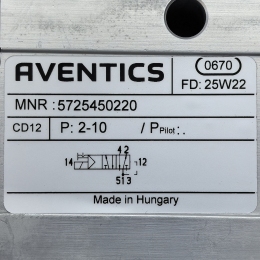 AVENTICS
0670
FD: 25W22
MNR : 5725450220
CD12 P: 2-10 / PPilot :.
4 2
14 12
5 1 3
Made in Hungary